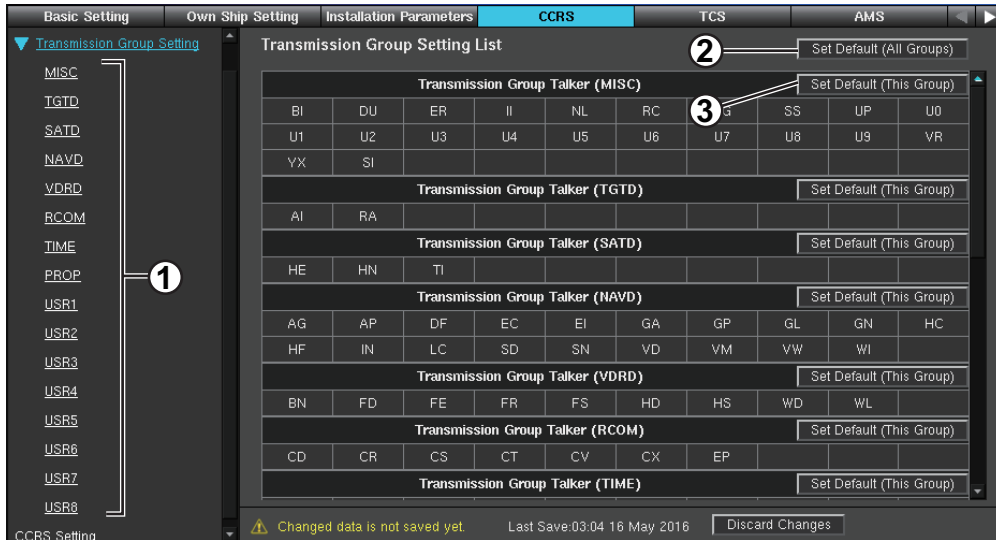 Basic Setting Own Ship Setting Installation Parameters CCRS TCS AMS
Transmission Group Setting
MISC
TGTD
SATD
NAVD
VDRD
RCOM
TIME
PROP
USR1
USR2
USR3
USR4
USR5
USR6
USR7
USR8
CCRS Setting
1
Transmission Group Setting List
2
Set Default (All Groups)
Transmission Group Talker (MISC) Set Default (This Group)
3
BI DU ER II NL RC SS UP U0
U1 U2 U3 U4 U5 U6 U7 U8 U9 VR
YX SI
Transmission Group Talker (TGTD) Set Default (This Group)
AI RA
Transmission Group Talker (SATD) Set Default (This Group)
HE HN TI
Transmission Group Talker (NAVD) Set Default (This Group)
AG AP DF EC EI GA GP GL GN HC
HF IN LC SD SN VD VM VW WI
Transmission Group Talker (VDRD) Set Default (This Group)
BN FD FE FR FS HD HS WD WL
Transmission Group Talker (RCOM) Set Default (This Group)
CD CR CS CT CV CX EP
Transmission Group Talker (TIME) Set Default (This Group)
Changed data is not saved yet. Last Save:03:04 16 May 2016 Discard Changes